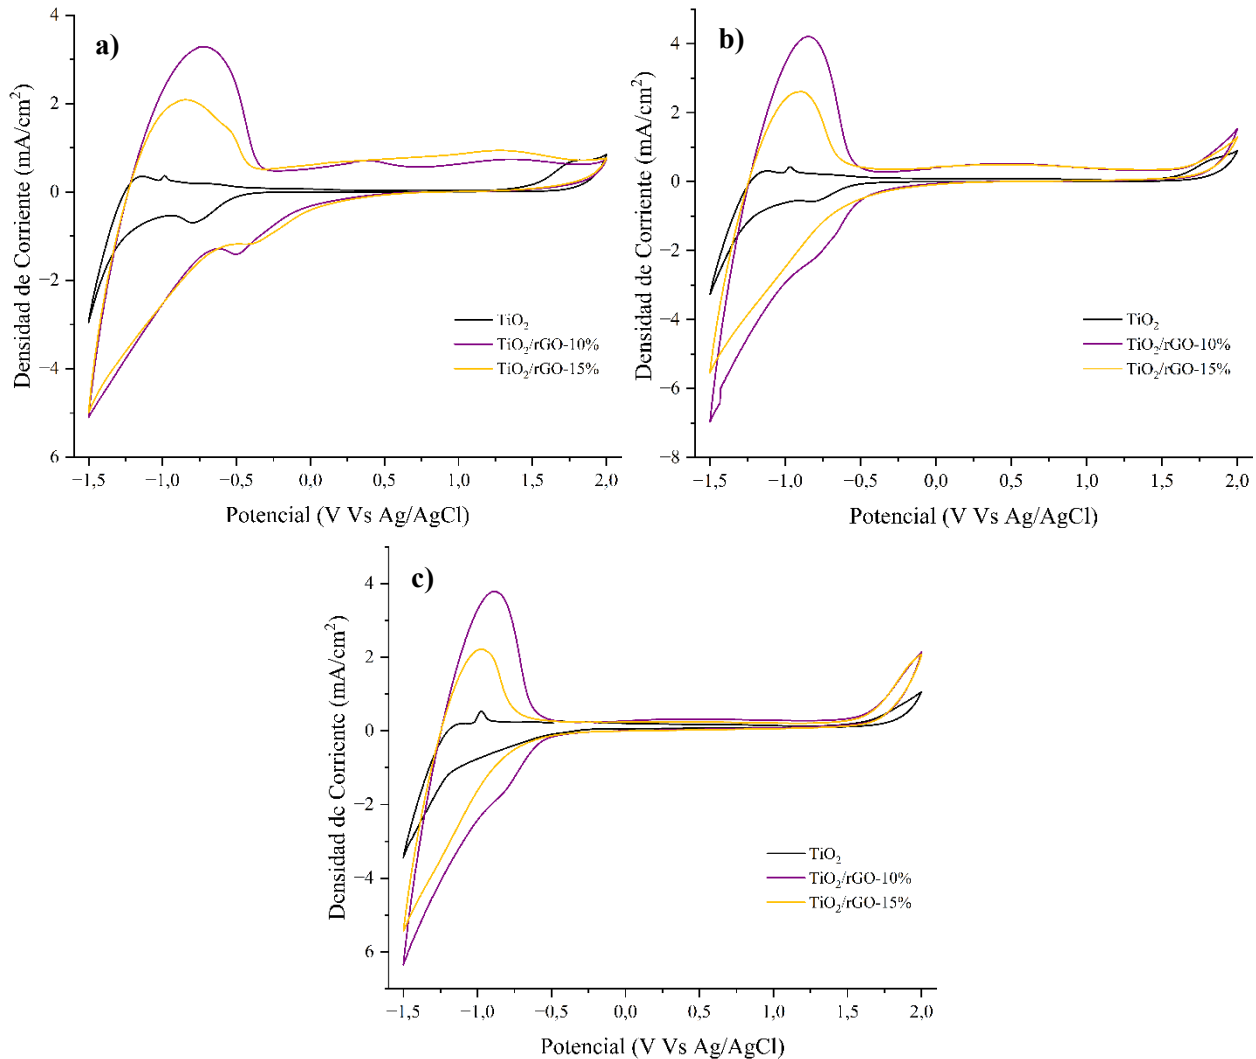 a)
Densidad de Corriente (mA/cm²)
4
2
0
−2
−4
6
TiO₂
TiO₂/rGO-10%
TiO₂/rGO-15%
−1,5 −1,0 −0,5 0,0 0,5 1,0 1,5 2,0
Potencial (V Vs Ag/AgCl)
b)
Densidad de Corriente (mA/cm²)
4
2
0
−2
−4
−6
−8
TiO₂
TiO₂/rGO-10%
TiO₂/rGO-15%
−1,5 −1,0 −0,5 0,0 0,5 1,0 1,5 2,0
Potencial (V Vs Ag/AgCl)
c)
Densidad de Corriente (mA/cm²)
4
2
0
−2
−4
6
TiO₂
TiO₂/rGO-10%
TiO₂/rGO-15%
−1,5 −1,0 −0,5 0,0 0,5 1,0 1,5 2,0
Potencial (V Vs Ag/AgCl)